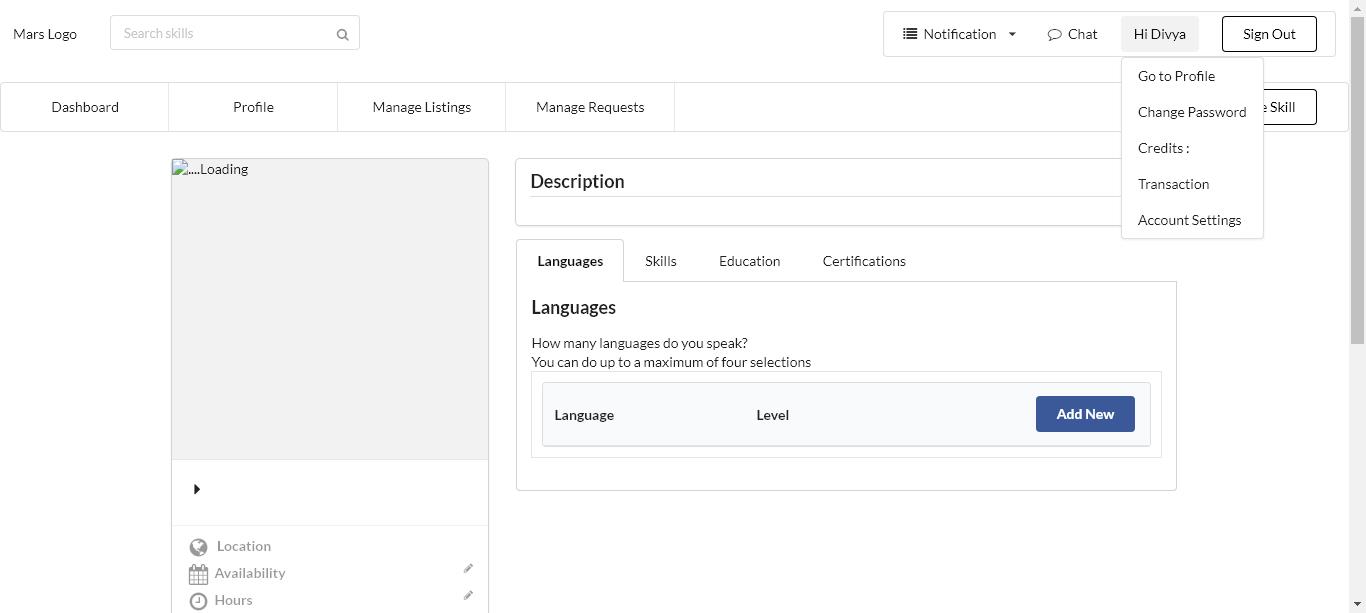 Mars Logo
Search skills
Notification
Chat
Hi Divya
Sign Out
Go to Profile
Change Password
Credits :
Transaction
Account Settings
Dashboard
Profile
Manage Listings
Manage Requests
Skill
....Loading
Description
Languages
Skills
Education
Certifications
Languages
How many languages do you speak?
You can do up to a maximum of four selections
Language
Level
Add New
Location
Availability
Hours